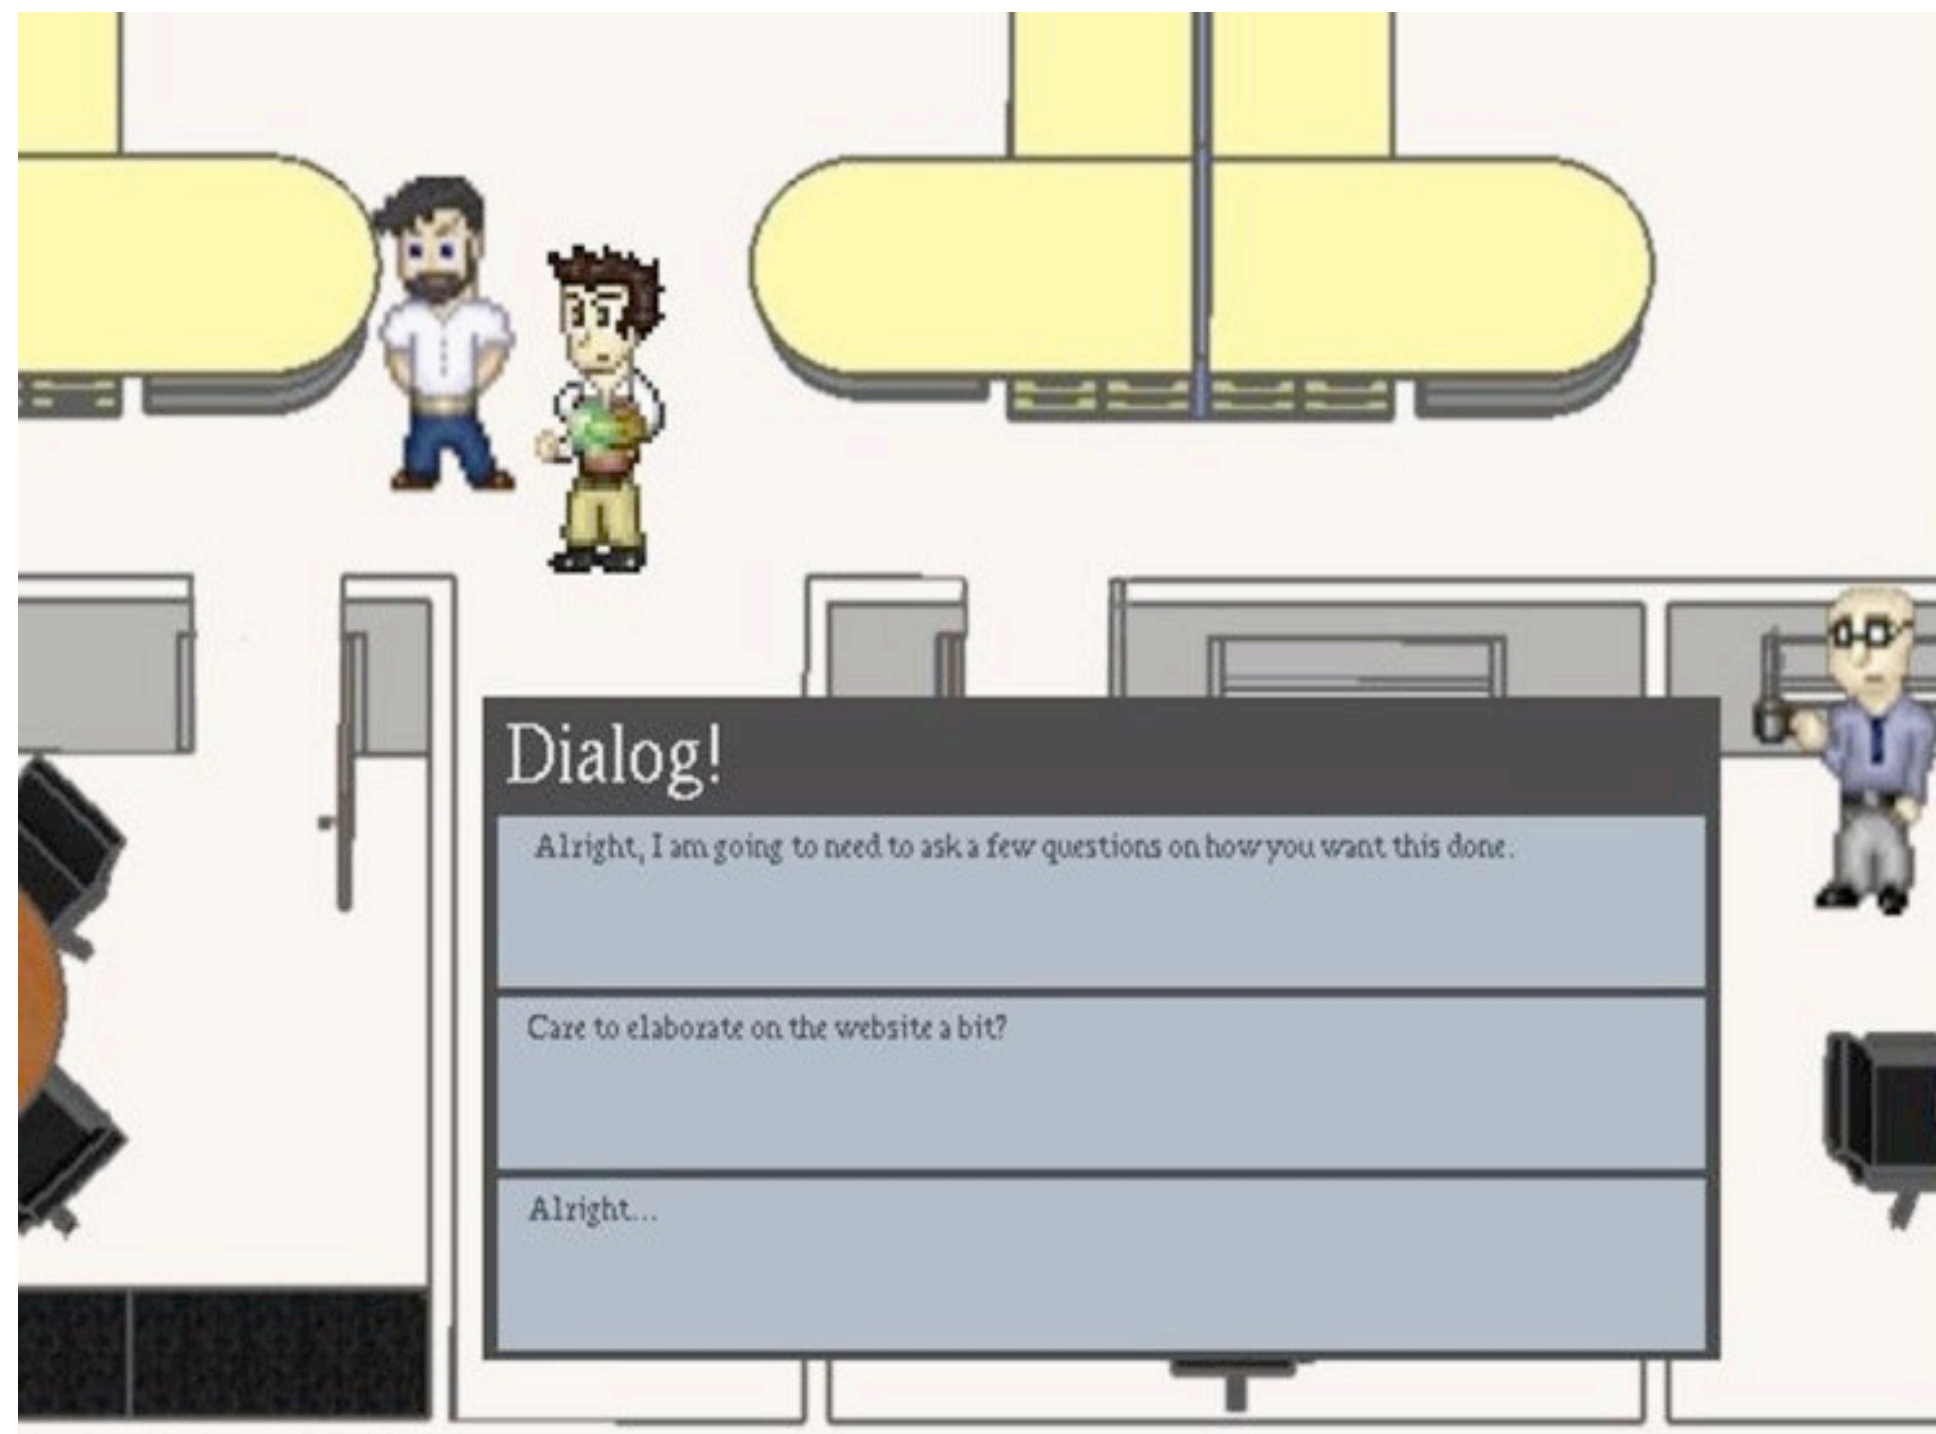 Dialog!
Alright, I am going to need to ask a few questions on how you want this done.
Care to elaborate on the website a bit?
Alright...